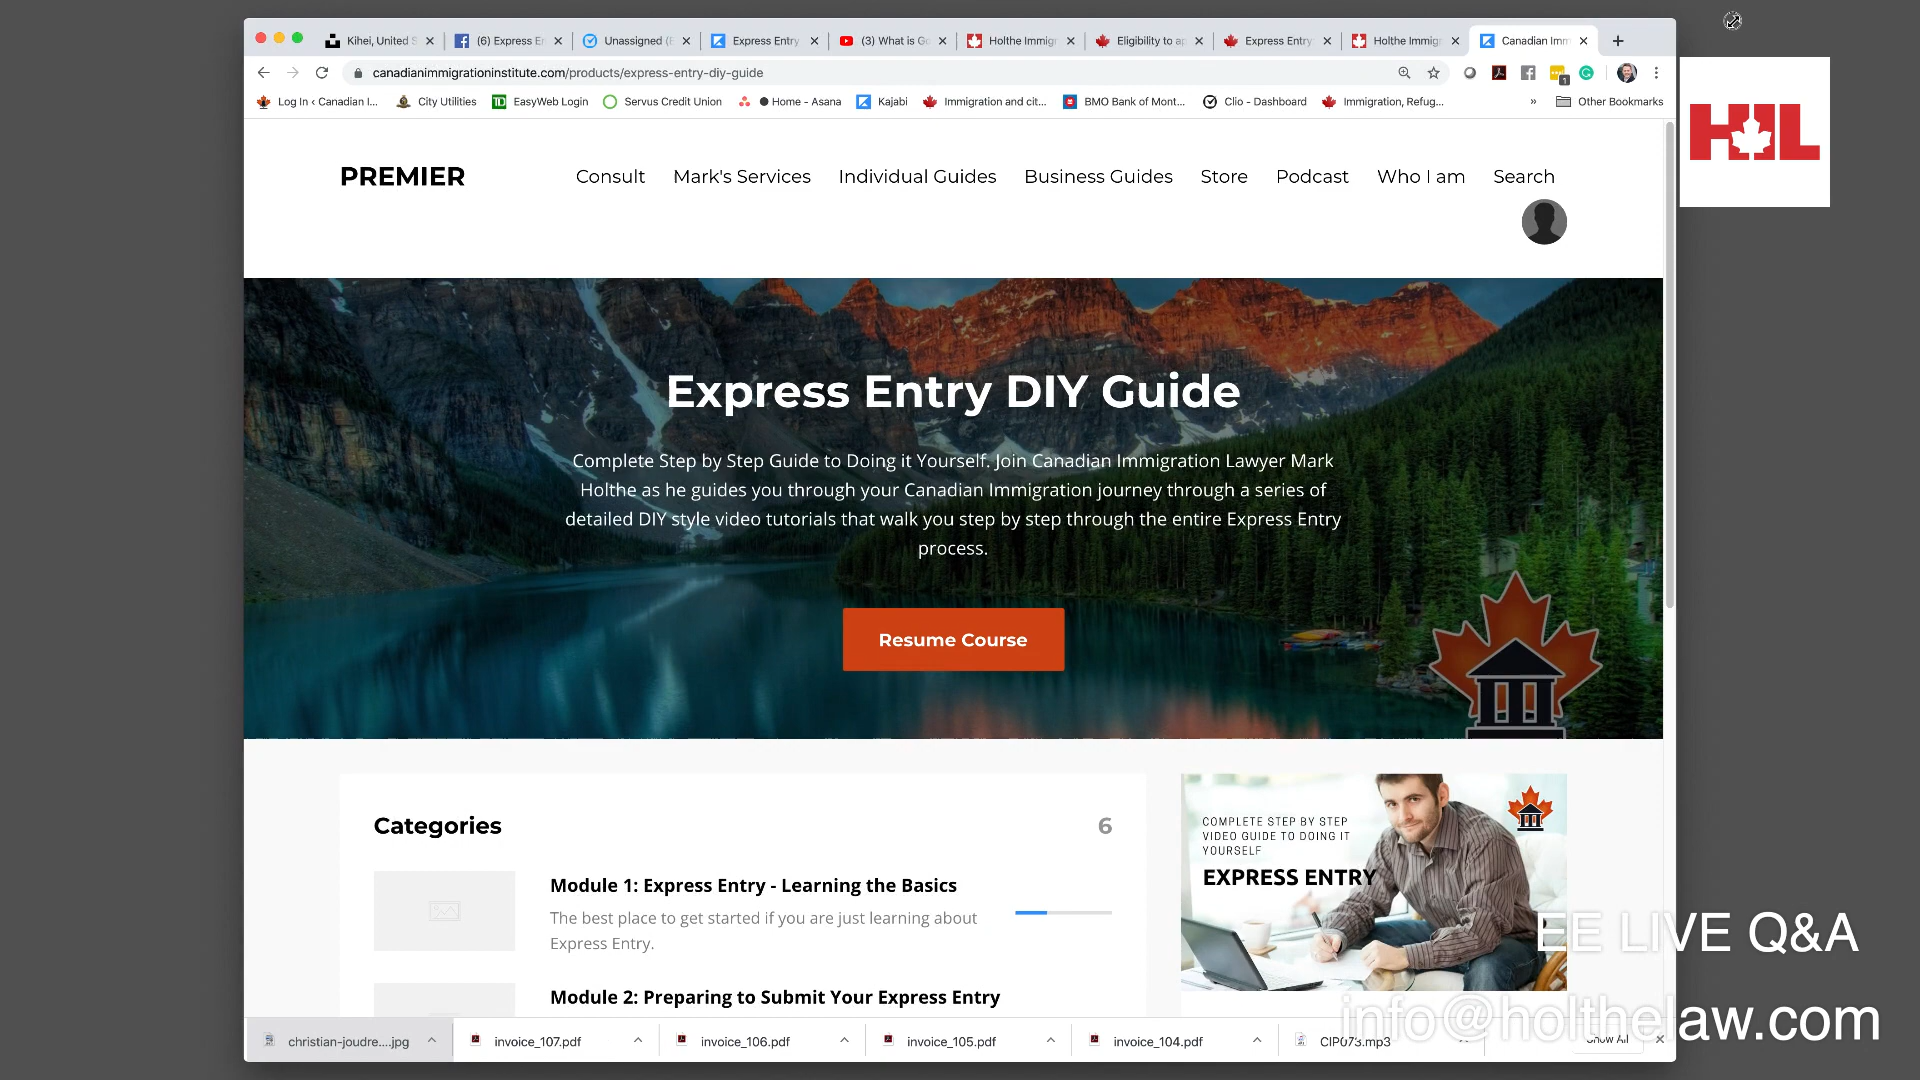 Kihei, United S
(6) Express En
Unassigned (E
Express Entry
(3) What is Go
Holthe Immigr
Eligibility to ap
Express Entry
Holthe Immigr
Canadian Imm
canadianimmigrationinstitute.com/products/express-entry-diy-guide
1
Log In ‹ Canadian I...
City Utilities
EasyWeb Login
Servus Credit Union
Home - Asana
Kajabi
Immigration and cit...
BMO Bank of Mont...
Clio - Dashboard
Immigration, Refug...
»
Other Bookmarks
HIL
PREMIER
Consult
Mark's Services
Individual Guides
Business Guides
Store
Podcast
Who I am
Search
Express Entry DIY Guide
Complete Step by Step Guide to Doing it Yourself. Join Canadian Immigration Lawyer Mark
Holthe as he guides you through your Canadian Immigration journey through a series of
detailed DIY style video tutorials that walk you step by step through the entire Express Entry
process.
Resume Course
Categories
6
Module 1: Express Entry - Learning the Basics
The best place to get started if you are just learning about
Express Entry.
Module 2: Preparing to Submit Your Express Entry
COMPLETE STEP BY STEP
VIDEO GUIDE TO DOING IT
YOURSELF
EXPRESS ENTRY
EE LIVE Q&A
info@holthelaw.com
christian-joudre....jpg
invoice_107.pdf
invoice_106.pdf
invoice_105.pdf
invoice_104.pdf
CIP073.mp3
Show All